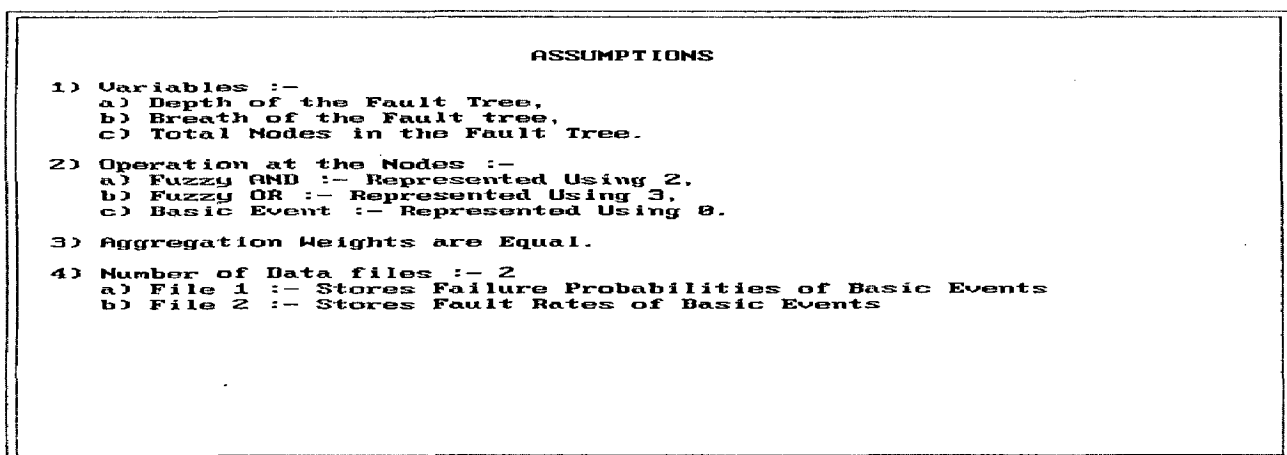 ASSUMPTIONS
1) Variables :-
a) Depth of the Fault Tree,
b) Breath of the Fault tree,
c) Total Nodes in the Fault Tree.
2) Operation at the Nodes :-
a) Fuzzy AND :- Represented Using 2,
b) Fuzzy OR :- Represented Using 3,
c) Basic Event :- Represented Using 0.
3) Aggregation Weights are Equal.
4) Number of Data files :- 2
a) File 1 :- Stores Failure Probabilities of Basic Events
b) File 2 :- Stores Fault Rates of Basic Events